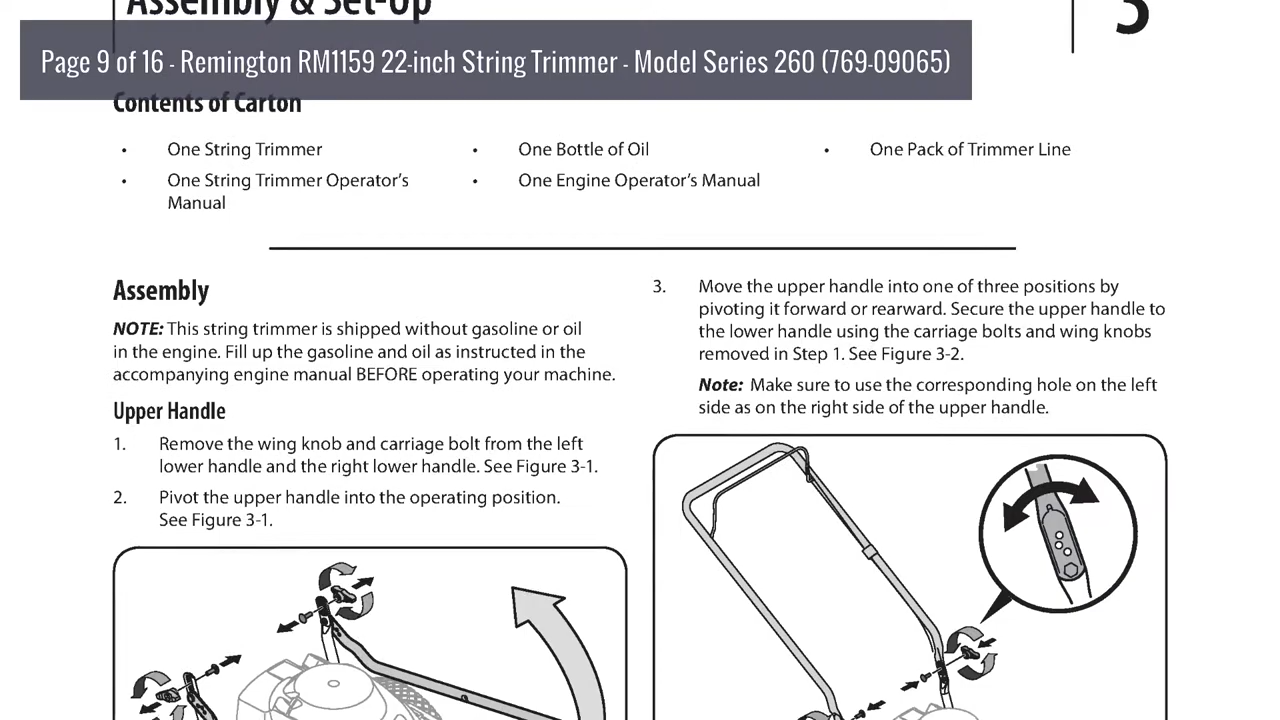 Assembly & Set-Up
3
Page 9 of 16 - Remington RM1159 22-inch String Trimmer - Model Series 260 (769-09065)
Contents of Carton
• One String Trimmer
• One String Trimmer Operator's
Manual
• One Bottle of Oil
• One Engine Operator's Manual
• One Pack of Trimmer Line
Assembly
NOTE: This string trimmer is shipped without gasoline or oil
in the engine. Fill up the gasoline and oil as instructed in the
accompanying engine manual BEFORE operating your machine.
Upper Handle
1. Remove the wing knob and carriage bolt from the left
lower handle and the right lower handle. See Figure 3-1.
2. Pivot the upper handle into the operating position.
See Figure 3-1.
3. Move the upper handle into one of three positions by
pivoting it forward or rearward. Secure the upper handle to
the lower handle using the carriage bolts and wing knobs
removed in Step 1. See Figure 3-2.
Note: Make sure to use the corresponding hole on the left
side as on the right side of the upper handle.